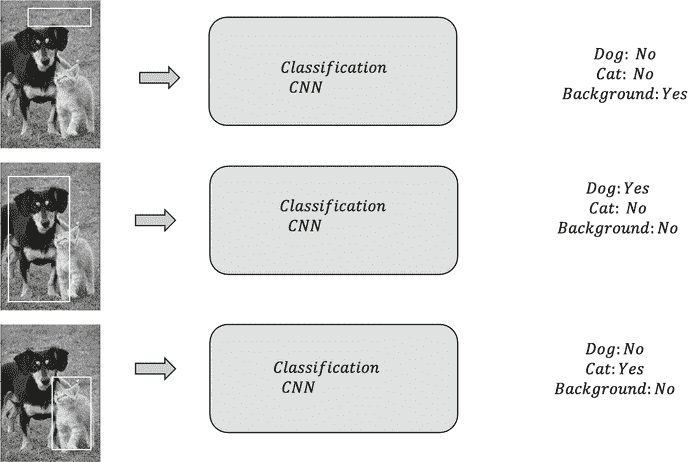 Classification
CNN
Dog: No
Cat: No
Background: Yes
Classification
CNN
Dog: Yes
Cat: No
Background: No
Classification
CNN
Dog: No
Cat: Yes
Background: No